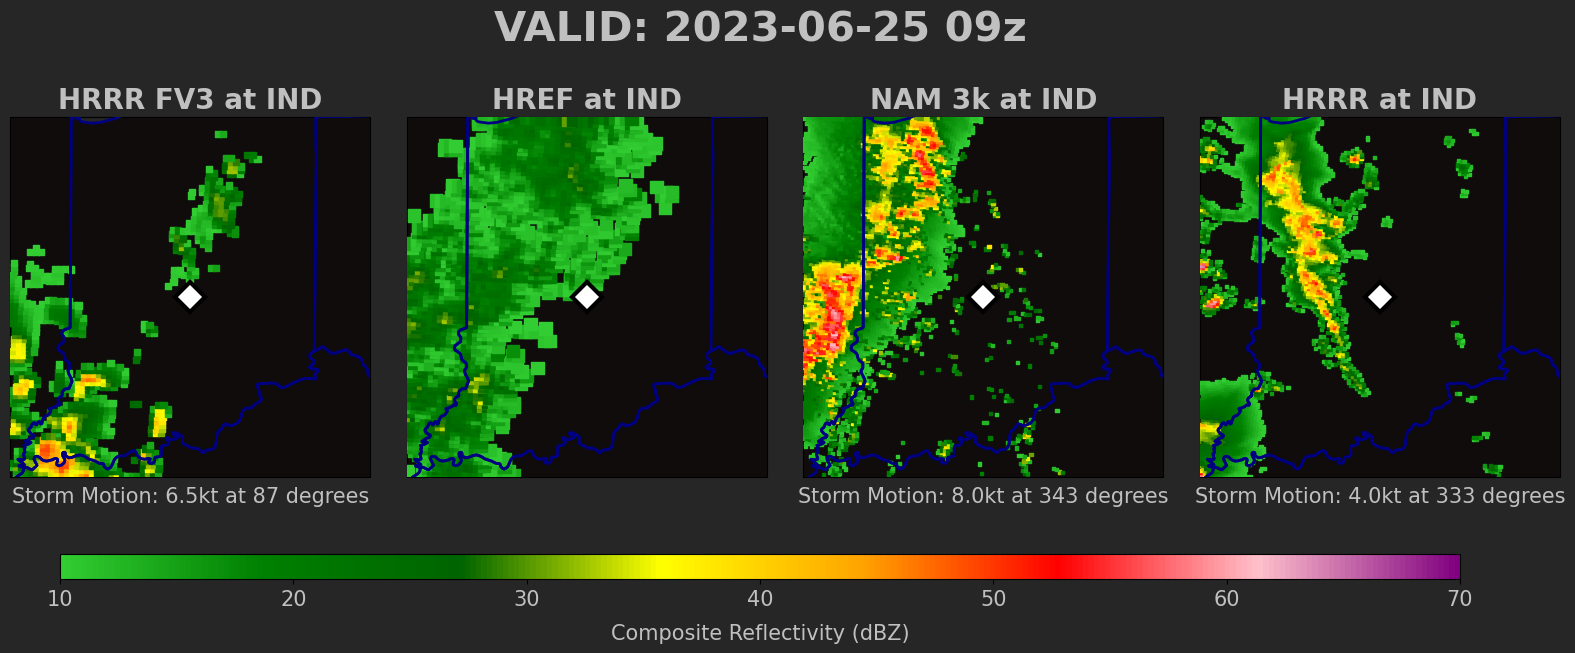 VALID: 2023-06-25 09z
HRRR FV3 at IND
HREF at IND
NAM 3k at IND
HRRR at IND
Storm Motion: 6.5kt at 87 degrees
Storm Motion: 8.0kt at 343 degrees
Storm Motion: 4.0kt at 333 degrees
10 20 30 40 50 60 70
Composite Reflectivity (dBZ)